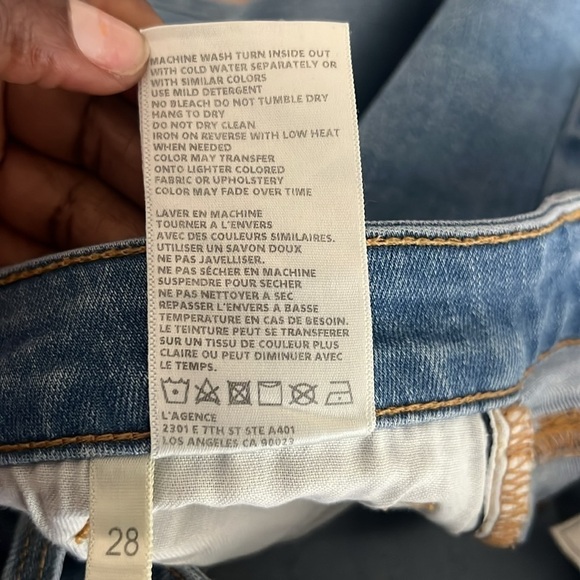 MACHINE WASH TURN INSIDE OUT
WITH COLD WATER SEPARATELY OR
WITH SIMILAR COLORS
USE MILD DETERGENT
NO BLEACH DO NOT TUMBLE DRY
HANG TO DRY
DO NOT DRY CLEAN
IRON ON REVERSE WITH LOW HEAT
WHEN NEEDED
COLOR MAY TRANSFER
ONTO LIGHTER COLORED
FABRIC OR UPHOLSTERY
COLOR MAY FADE OVER TIME
LAVER EN MACHINE
TOURNER A L'ENVERS
AVEC DES COULEURS SIMILAIRES.
UTILISER UN SAVON DOUX
NE PAS JAVELLISER.
NE PAS SÈCHER EN MACHINE
SUSPENDRE POUR SÈCHER
NE PAS NETTOYER A SEC
REPASSER L'ENVERS A BASSE
TEMPERATURE EN CAS DE BESOIN.
LE TEINTURE PEUT SE TRANSFERER
SUR UN TISSU DE COULEUR PLUS
CLAIRE OU PEUT DIMINUER AVEC
LE TEMPS.
L'AGENCE
2301 E 7TH ST STE A401
LOS ANGELES CA 90023
28